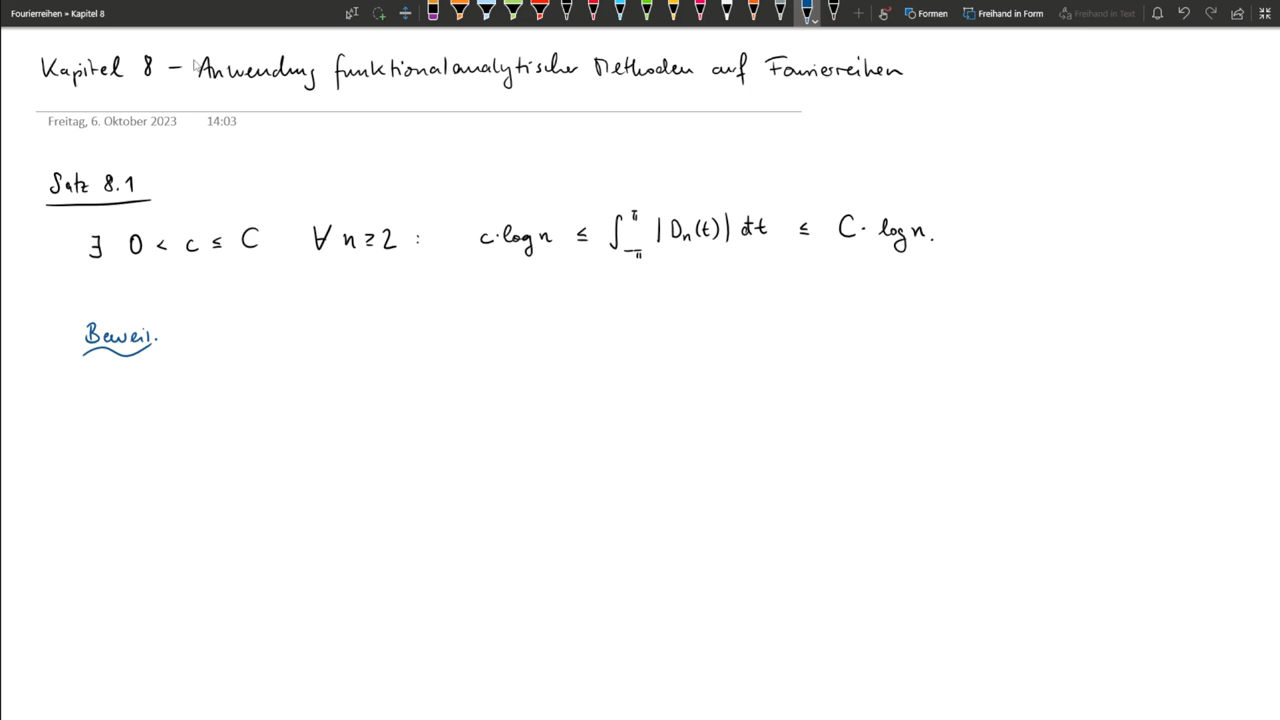 Fourierreihen » Kapitel 8
Formen
Freihand in Form
Freihand in Text
Kapitel 8 – Anwendung funktionalanalytischer Methoden auf Fourierreihen
Freitag, 6. Oktober 2023 14:03
Satz 8.1
∃ 0 < c ≤ C ∀ n ≥ 2 : c·log n ≤ ∫_{-π}^{π} |Dₙ(t)| dt ≤ C· log n.
Beweis.